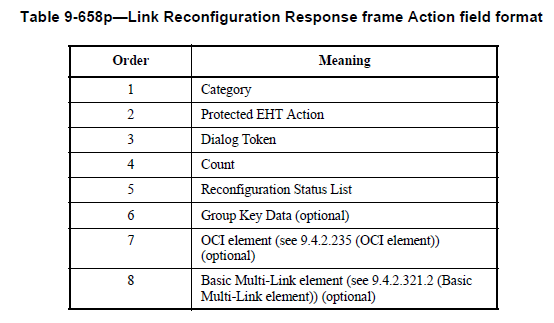 Table 9-658p—Link Reconfiguration Response frame Action field format
Order Meaning
1 Category
2 Protected EHT Action
3 Dialog Token
4 Count
5 Reconfiguration Status List
6 Group Key Data (optional)
7 OCI element (see 9.4.2.235 (OCI element))
(optional)
8 Basic Multi-Link element (see 9.4.2.321.2 (Basic
Multi-Link element)) (optional)